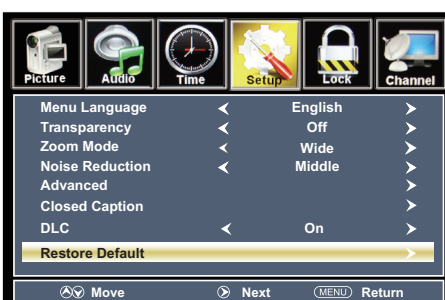 Picture Audio Time Setup Lock Channel
Menu Language English
Transparency Off
Zoom Mode Wide
Noise Reduction Middle
Advanced
Closed Caption
DLC On
Restore Default
Move Next MENU Return